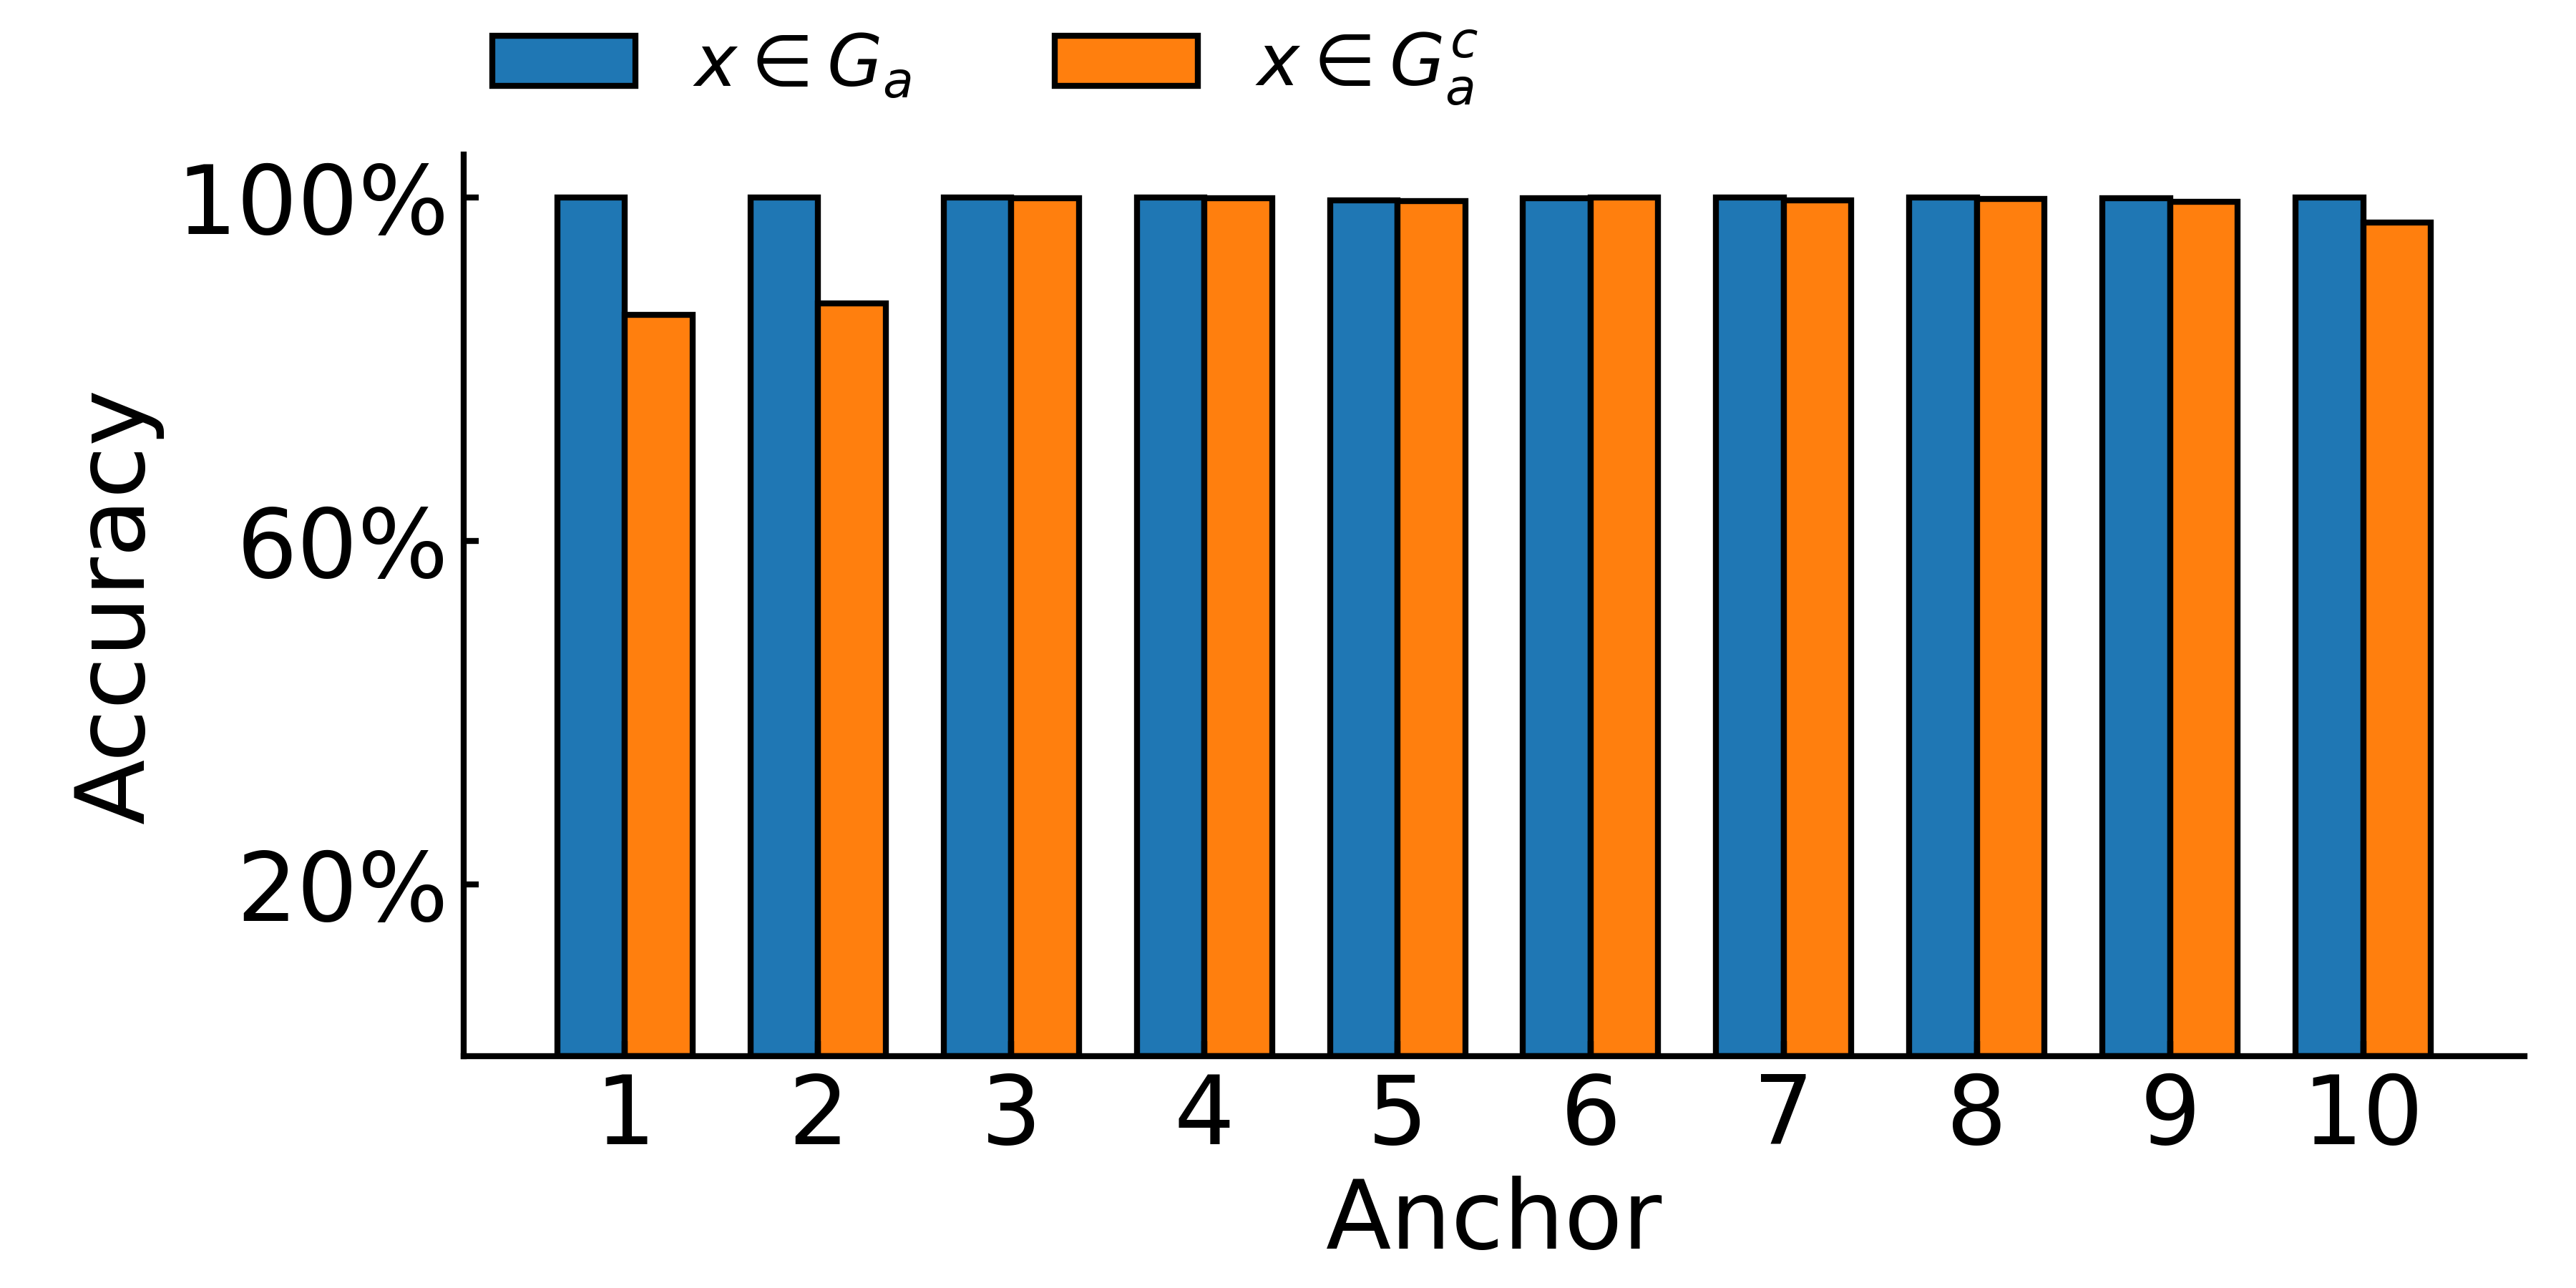 x ∈ G_a x ∈ G_a^c
100%
60%
20%
Accuracy
1 2 3 4 5 6 7 8 9 10
Anchor